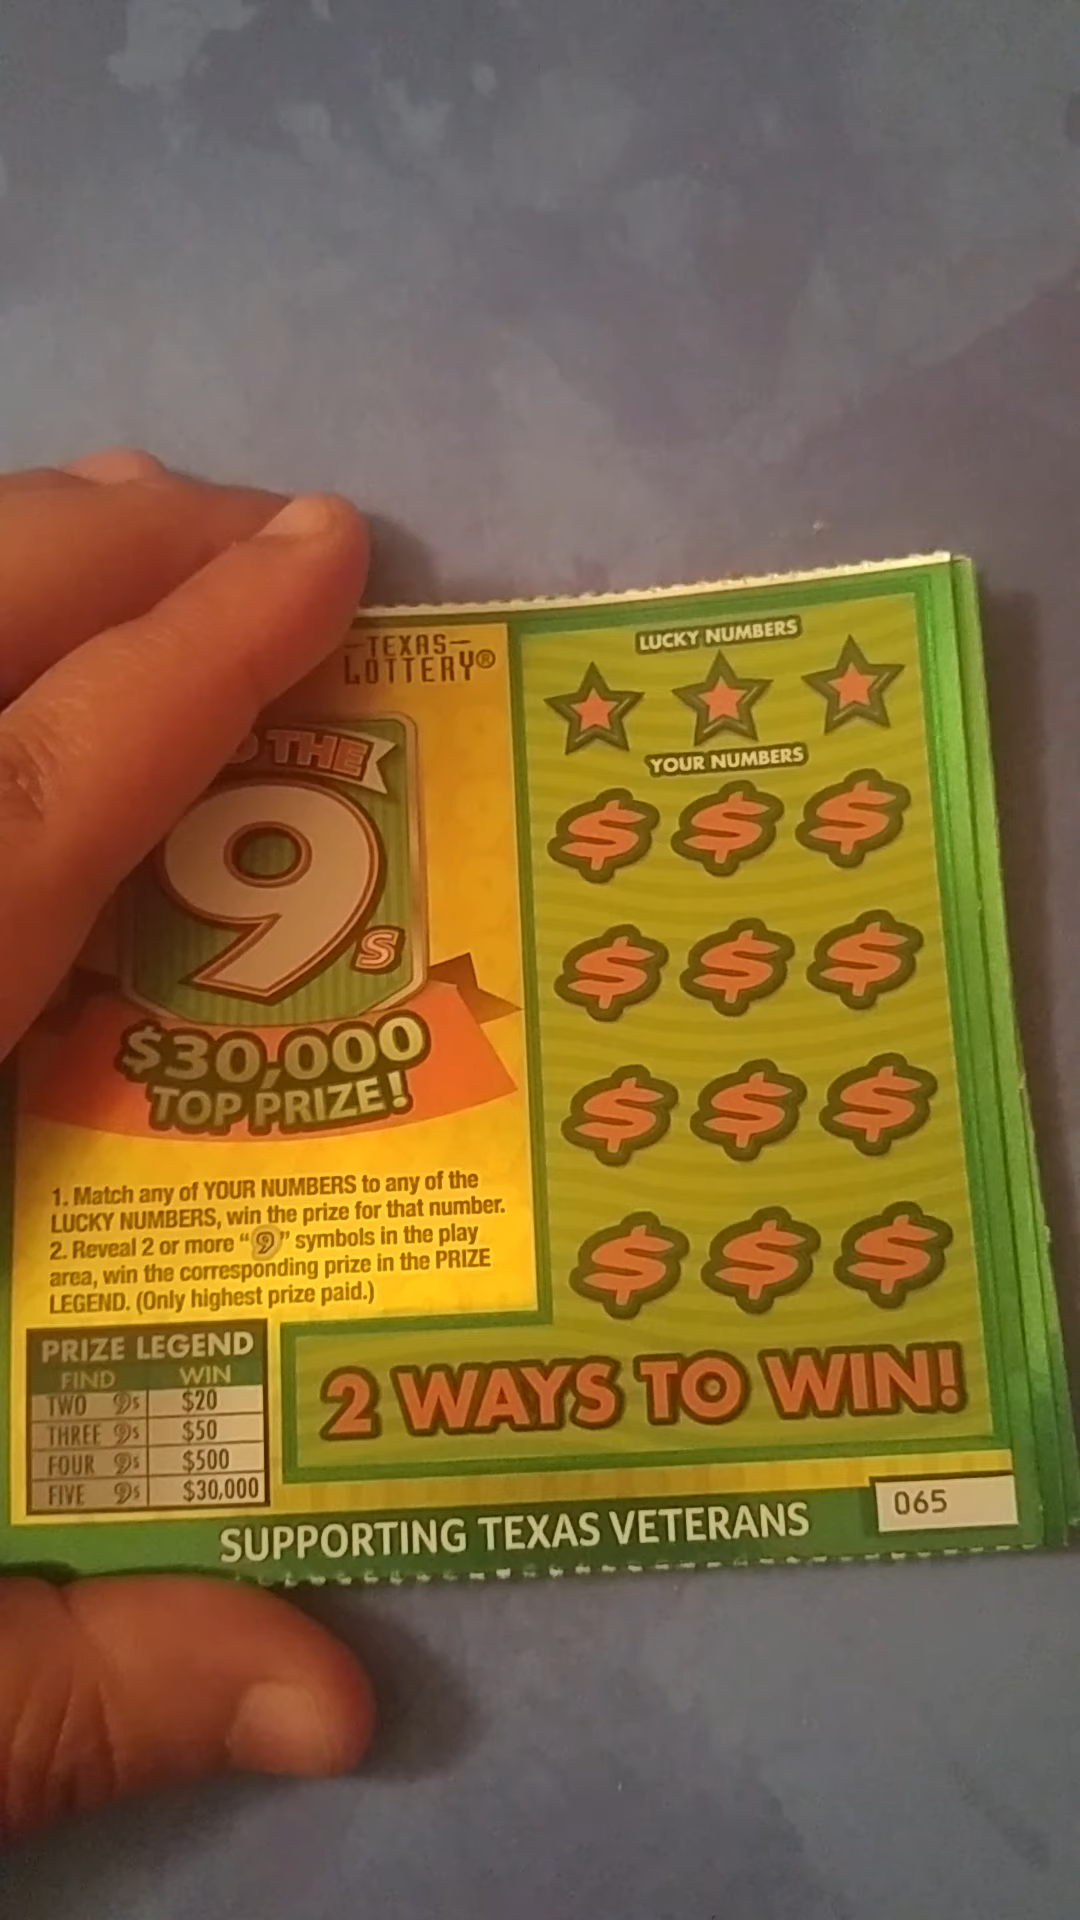 TEXAS
LOTTERY®
THE
9s
$30,000
TOP PRIZE!
1. Match any of YOUR NUMBERS to any of the
LUCKY NUMBERS, win the prize for that number.
2. Reveal 2 or more “9” symbols in the play
area, win the corresponding prize in the PRIZE
LEGEND. (Only highest prize paid.)
PRIZE LEGEND
FIND WIN
TWO 9s $20
THREE 9s $50
FOUR 9s $500
FIVE 9s $30,000
LUCKY NUMBERS
YOUR NUMBERS
$ $ $
$ $ $
$ $ $
$ $ $
2 WAYS TO WIN!
SUPPORTING TEXAS VETERANS
065